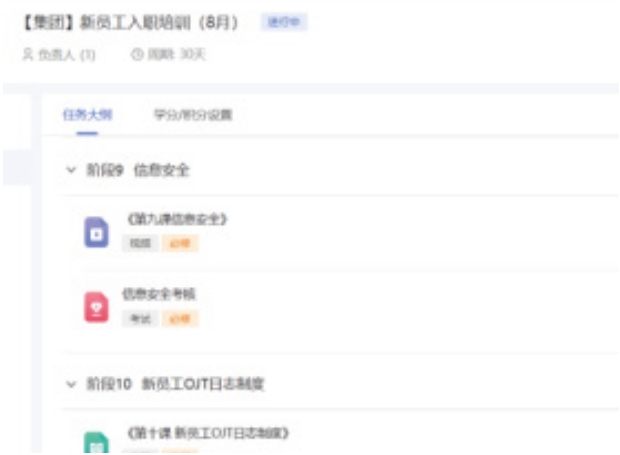 【集团】新员工入职培训（8月） 进行中
负责人 (1) 周期: 30天
任务大纲 学分/积分设置
阶段9 信息安全
《第九课信息安全》
视频 必修
信息安全考核
考试 必修
阶段10 新员工OJT日志制度
《第十课 新员工OJT日志制度》